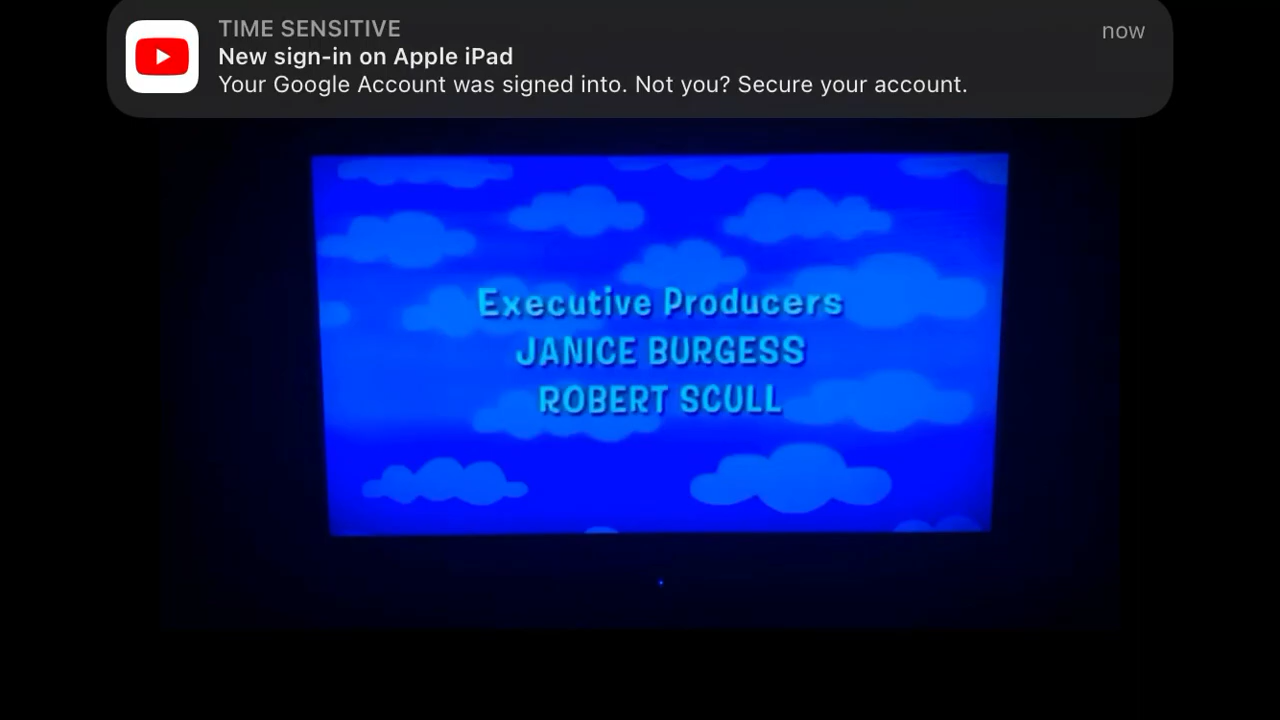 TIME SENSITIVE
now
New sign-in on Apple iPad
Your Google Account was signed into. Not you? Secure your account.
Executive Producers
JANICE BURGESS
ROBERT SCULL